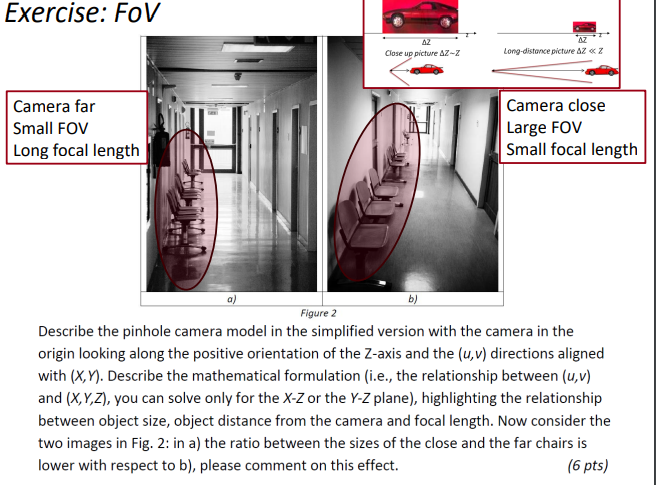 Exercise: FoV
ΔZ
z
Close up picture ΔZ~Z
ΔZ
z
Long-distance picture ΔZ ≪ Z
Camera far
Small FOV
Long focal length
Camera close
Large FOV
Small focal length
a)
b)
Figure 2
Describe the pinhole camera model in the simplified version with the camera in the
origin looking along the positive orientation of the Z-axis and the (u,v) directions aligned
with (X,Y). Describe the mathematical formulation (i.e., the relationship between (u,v)
and (X,Y,Z), you can solve only for the X-Z or the Y-Z plane), highlighting the relationship
between object size, object distance from the camera and focal length. Now consider the
two images in Fig. 2: in a) the ratio between the sizes of the close and the far chairs is
lower with respect to b), please comment on this effect.
(6 pts)